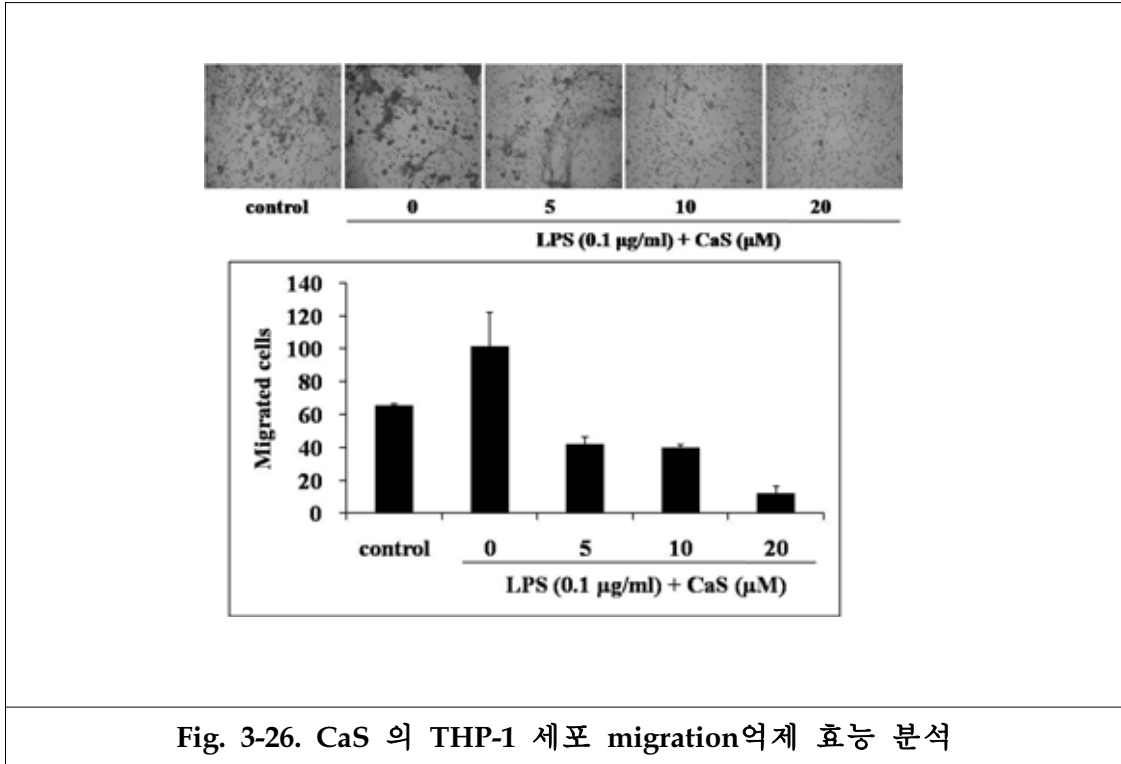 control 0 5 10 20
LPS (0.1 µg/ml) + CaS (µM)
140
120
100
80
60
40
20
0
Migrated cells
control 0 5 10 20
LPS (0.1 µg/ml) + CaS (µM)
Fig. 3-26. CaS 의 THP-1 세포 migration억제 효능 분석